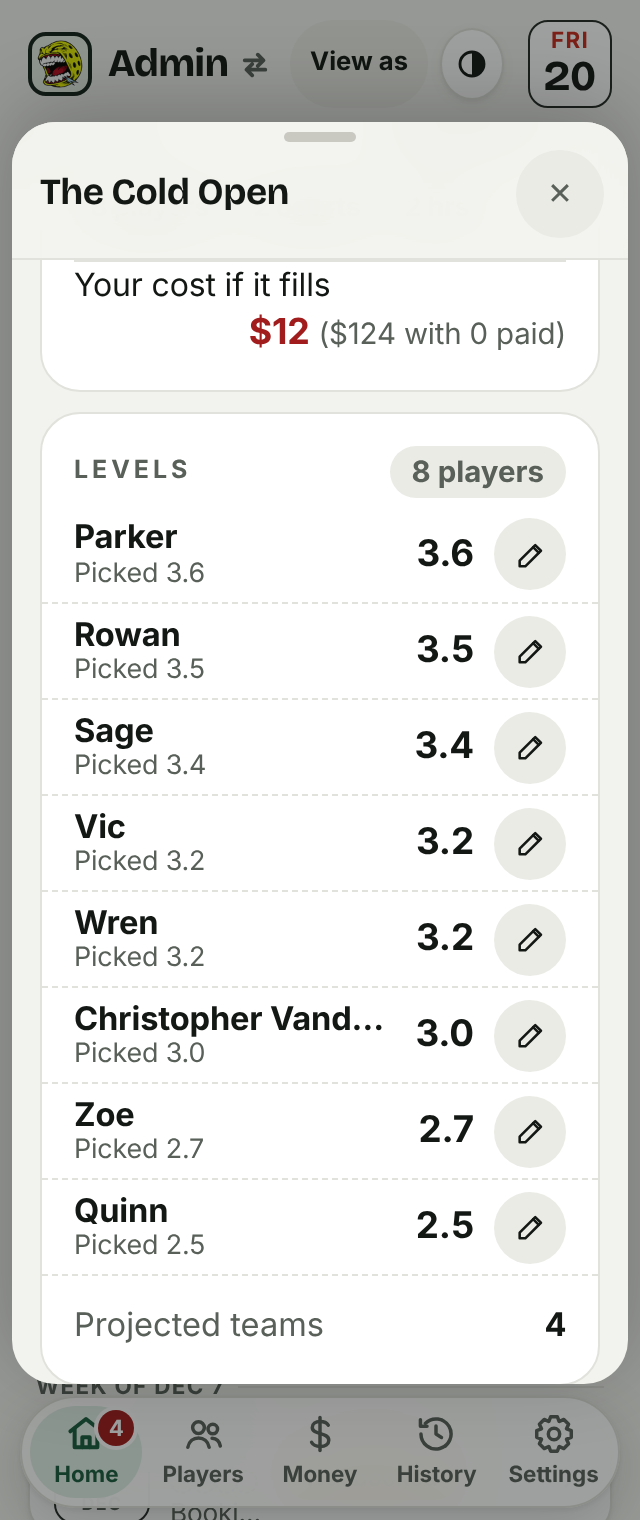 Admin
View as
FRI
20
The Cold Open
Your cost if it fills
$12 ($124 with 0 paid)
LEVELS
8 players
Parker
Picked 3.6
3.6
Rowan
Picked 3.5
3.5
Sage
Picked 3.4
3.4
Vic
Picked 3.2
3.2
Wren
Picked 3.2
3.2
Christopher Vand...
Picked 3.0
3.0
Zoe
Picked 2.7
2.7
Quinn
Picked 2.5
2.5
Projected teams
4
WEEK OF DEC 7
4
Home
Players
Money
History
Settings